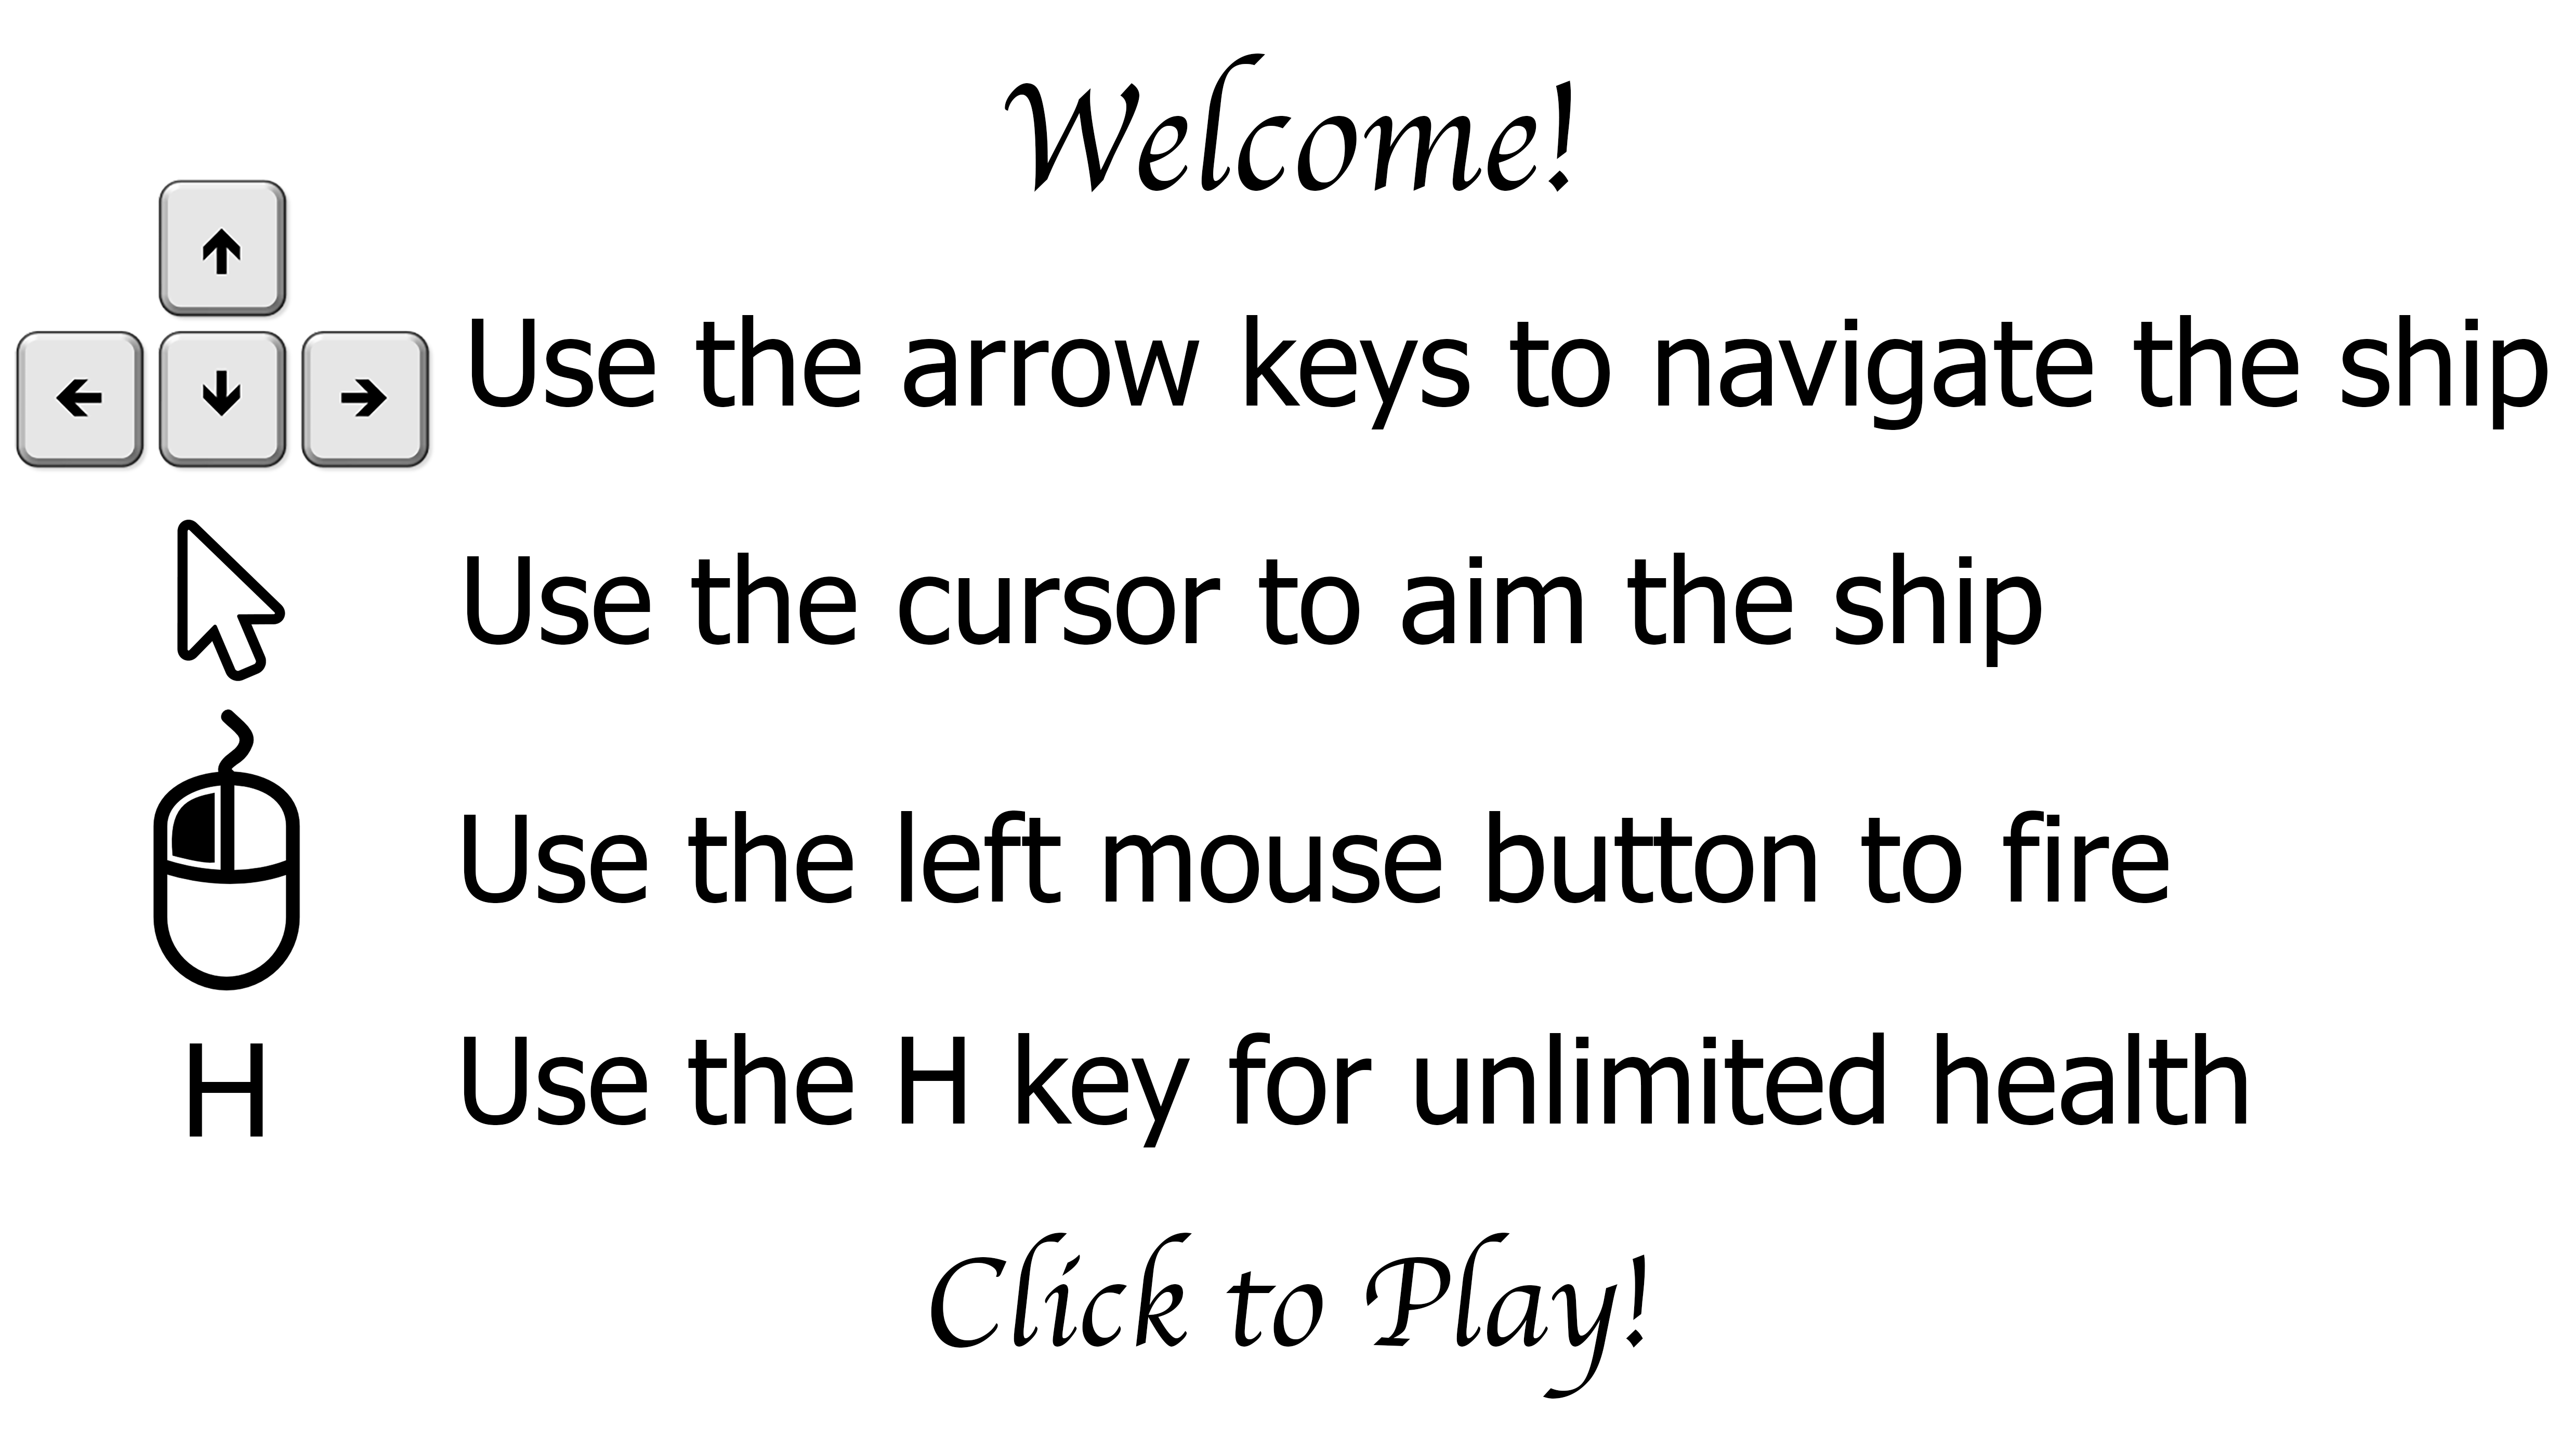 Welcome!
Use the arrow keys to navigate the ship
Use the cursor to aim the ship
Use the left mouse button to fire
H Use the H key for unlimited health
Click to Play!